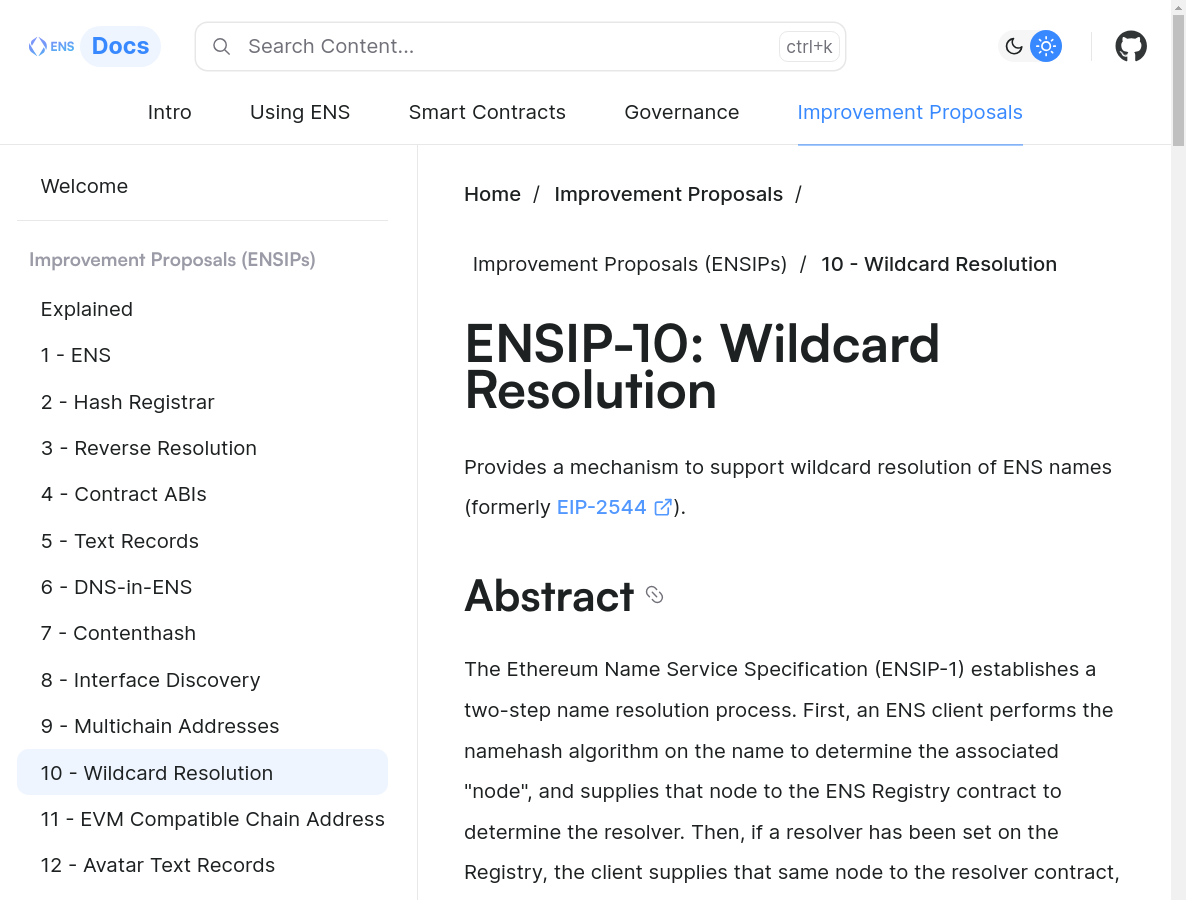 ENS Docs
Search Content...
ctrl+k
Intro Using ENS Smart Contracts Governance Improvement Proposals
Welcome
Improvement Proposals (ENSIPs)
Explained
1 - ENS
2 - Hash Registrar
3 - Reverse Resolution
4 - Contract ABIs
5 - Text Records
6 - DNS-in-ENS
7 - Contenthash
8 - Interface Discovery
9 - Multichain Addresses
10 - Wildcard Resolution
11 - EVM Compatible Chain Address
12 - Avatar Text Records
Home / Improvement Proposals /
Improvement Proposals (ENSIPs) / 10 - Wildcard Resolution
ENSIP-10: Wildcard
Resolution
Provides a mechanism to support wildcard resolution of ENS names
(formerly EIP-2544 ).
Abstract
The Ethereum Name Service Specification (ENSIP-1) establishes a
two-step name resolution process. First, an ENS client performs the
namehash algorithm on the name to determine the associated
"node", and supplies that node to the ENS Registry contract to
determine the resolver. Then, if a resolver has been set on the
Registry, the client supplies that same node to the resolver contract,